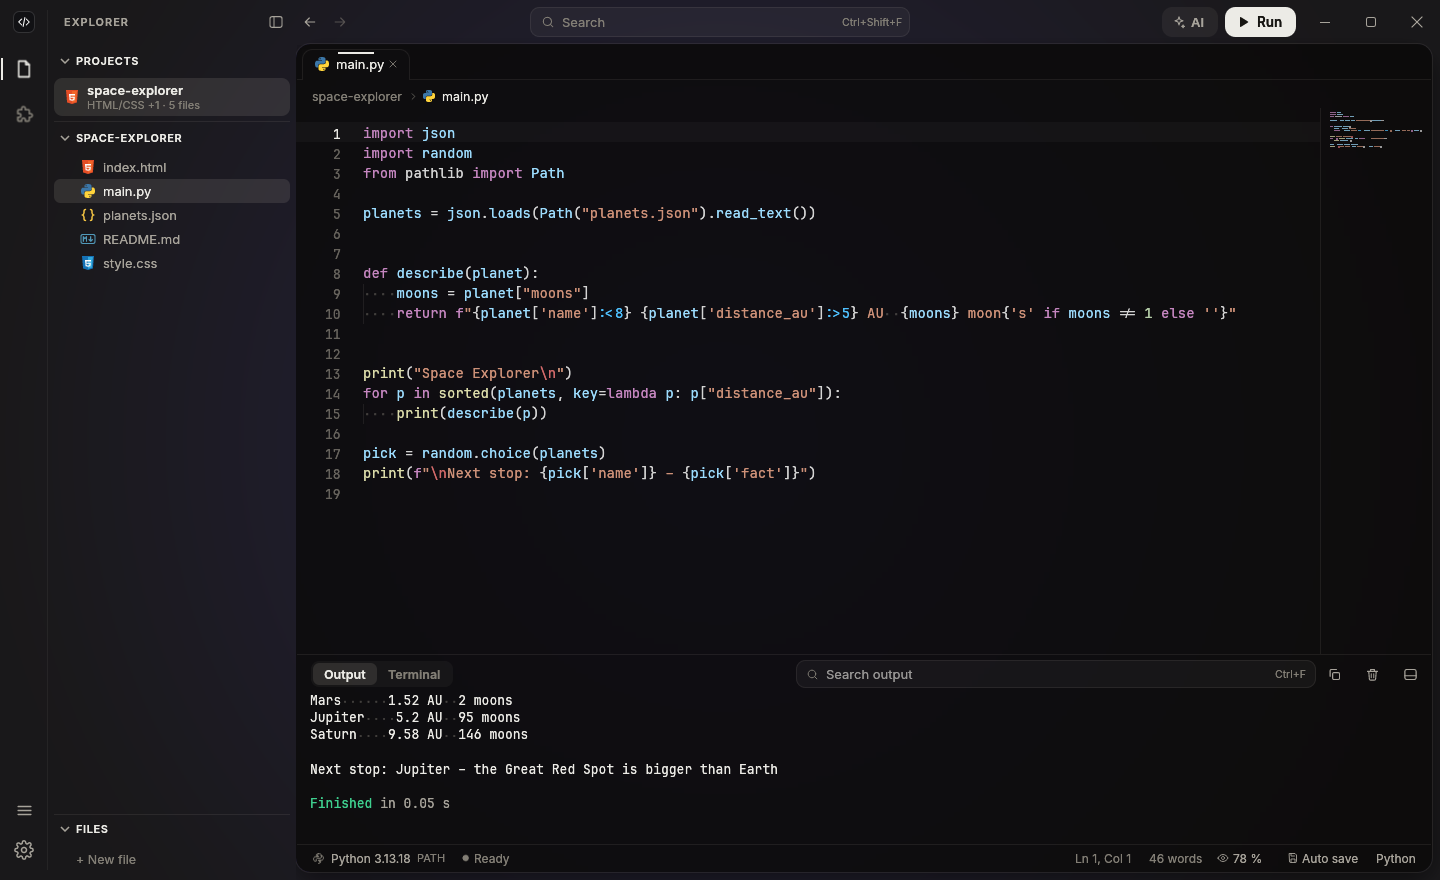 EXPLORER
Search
Ctrl+Shift+F
AI
Run
PROJECTS
space-explorer
HTML/CSS +1 · 5 files
SPACE-EXPLORER
index.html
main.py
planets.json
README.md
style.css
FILES
+ New file
main.py
space-explorer
main.py
1 import json
2 import random
3 from pathlib import Path
4
5 planets = json.loads(Path("planets.json").read_text())
6
7
8 def describe(planet):
9 ····moons = planet["moons"]
10 ····return f"{planet['name']:<8} {planet['distance_au']:>5} AU··{moons} moon{'s' if moons != 1 else ''}"
11
12
13 print("Space Explorer\n")
14 for p in sorted(planets, key=lambda p: p["distance_au"]):
15 ····print(describe(p))
16
17 pick = random.choice(planets)
18 print(f"\nNext stop: {pick['name']} – {pick['fact']}")
19
Output
Terminal
Search output
Ctrl+F
Mars······1.52 AU··2 moons
Jupiter····5.2 AU··95 moons
Saturn····9.58 AU··146 moons
Next stop: Jupiter – the Great Red Spot is bigger than Earth
Finished in 0.05 s
Python 3.13.18 PATH
Ready
Ln 1, Col 1
46 words
78 %
Auto save
Python